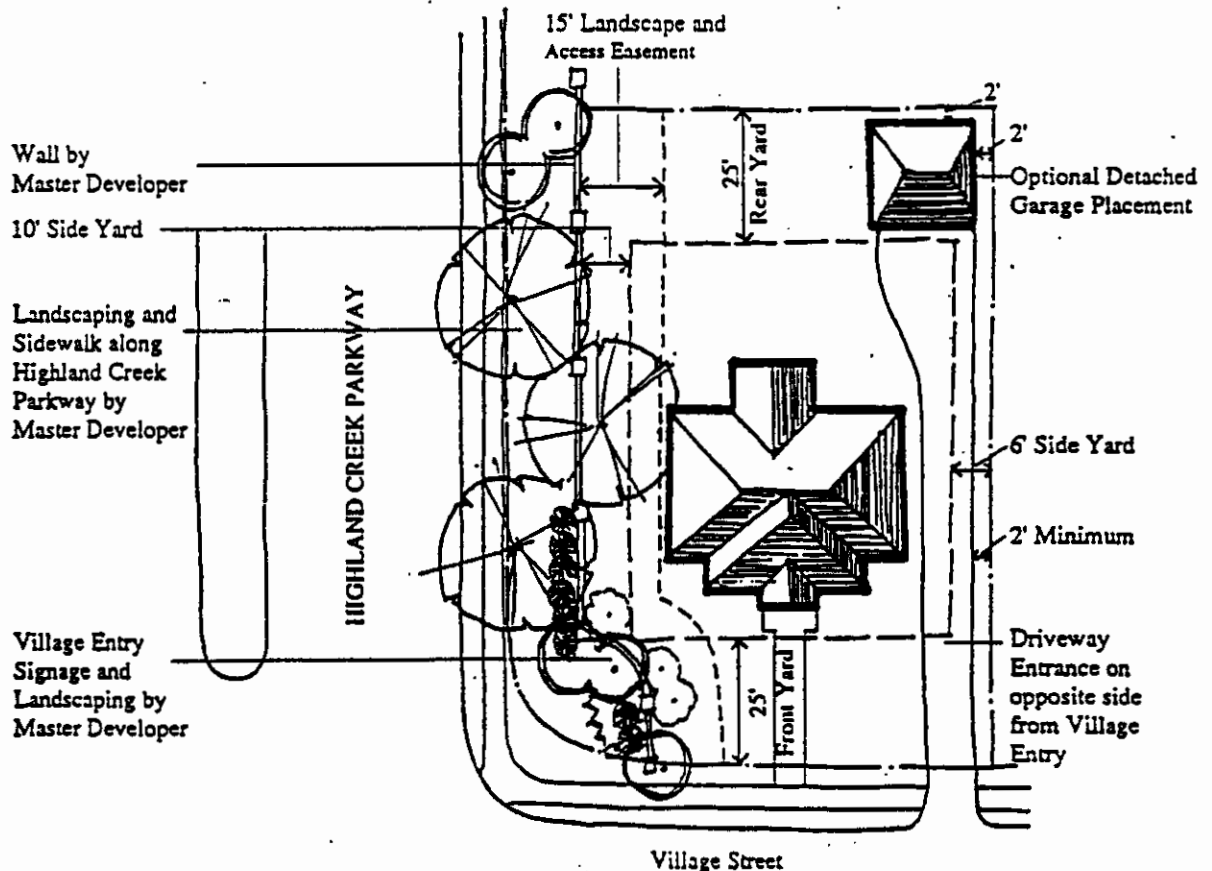 15' Landscape and
Access Easement
2'
2'
Wall by
Master Developer
25'
Rear Yard
Optional Detached
Garage Placement
10' Side Yard
Landscaping and
Sidewalk along
Highland Creek
Parkway by
Master Developer
HIGHLAND CREEK PARKWAY
6' Side Yard
2' Minimum
Village Entry
Signage and
Landscaping by
Master Developer
25'
Front Yard
Driveway
Entrance on
opposite side
from Village
Entry
Village Street